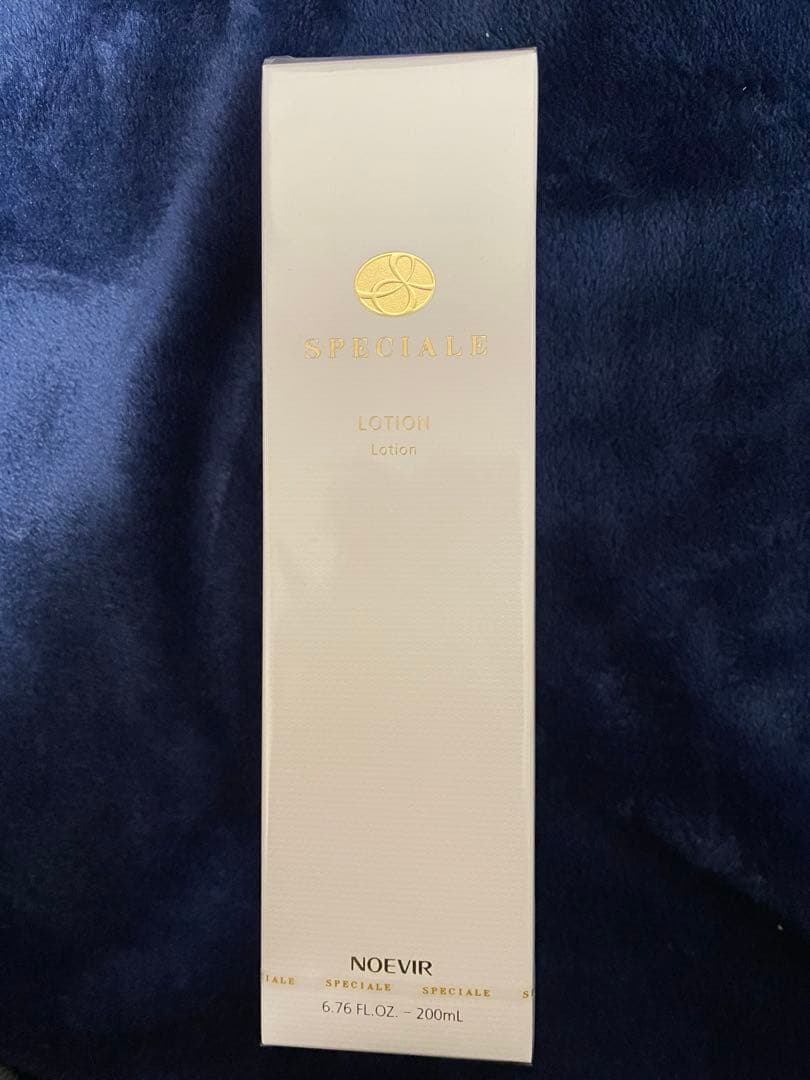 SPECIALE
LOTION
Lotion
NOEVIR
IALE SPECIALE SPECIALE S
6.76 FL.OZ. – 200mL